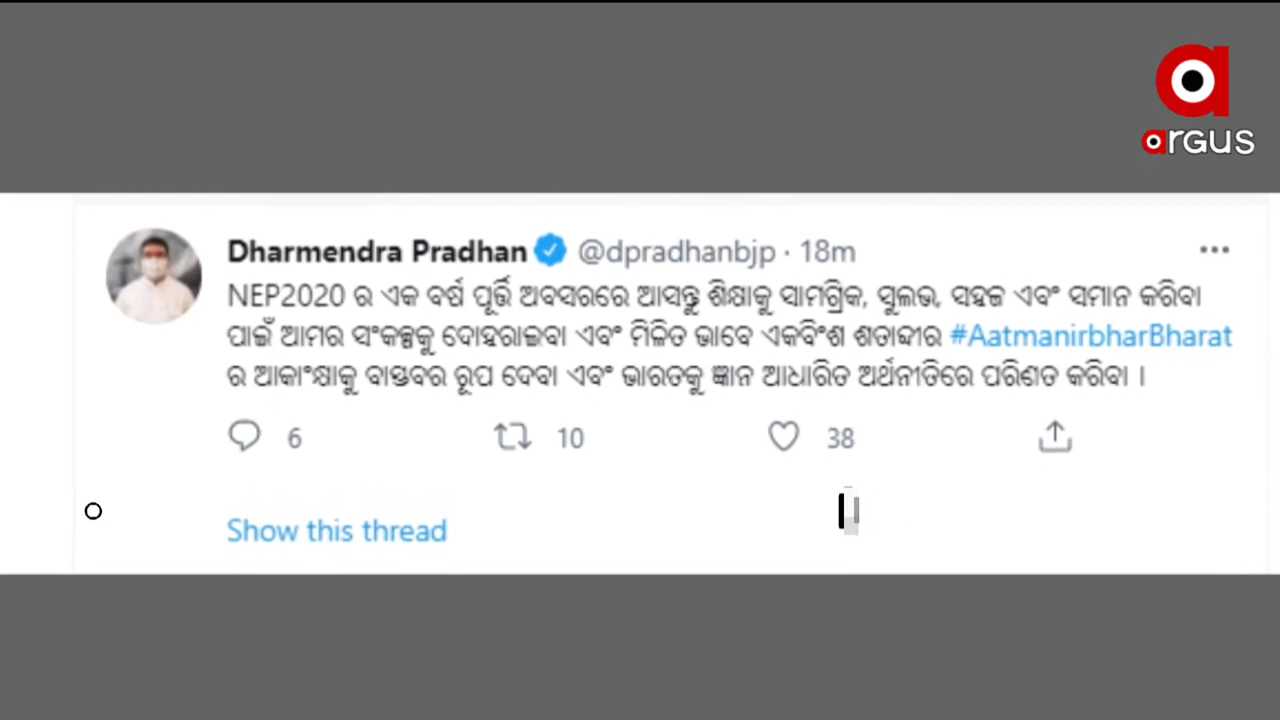 argus
Dharmendra Pradhan @dpradhanbjp · 18m
NEP2020 ର ଏକ ବର୍ଷ ପୂର୍ତ୍ତି ଅବସରରେ ଆସନ୍ତୁ ଶିକ୍ଷାକୁ ସାମଗ୍ରିକ, ସୁଲଭ, ସହଜ ଏବଂ ସମାନ କରିବା
ପାଇଁ ଆମର ସଂକଳ୍ପକୁ ଦୋହରାଇବା ଏବଂ ମିଳିତ ଭାବେ ଏକବିଂଶ ଶତାବ୍ଦୀର #AatmanirbharBharat
ର ଆକାଂକ୍ଷାକୁ ବାସ୍ତବର ରୂପ ଦେବା ଏବଂ ଭାରତକୁ ଜ୍ଞାନ ଆଧାରିତ ଅର୍ଥନୀତିରେ ପରିଣତ କରିବା ।
6 10 38
Show this thread